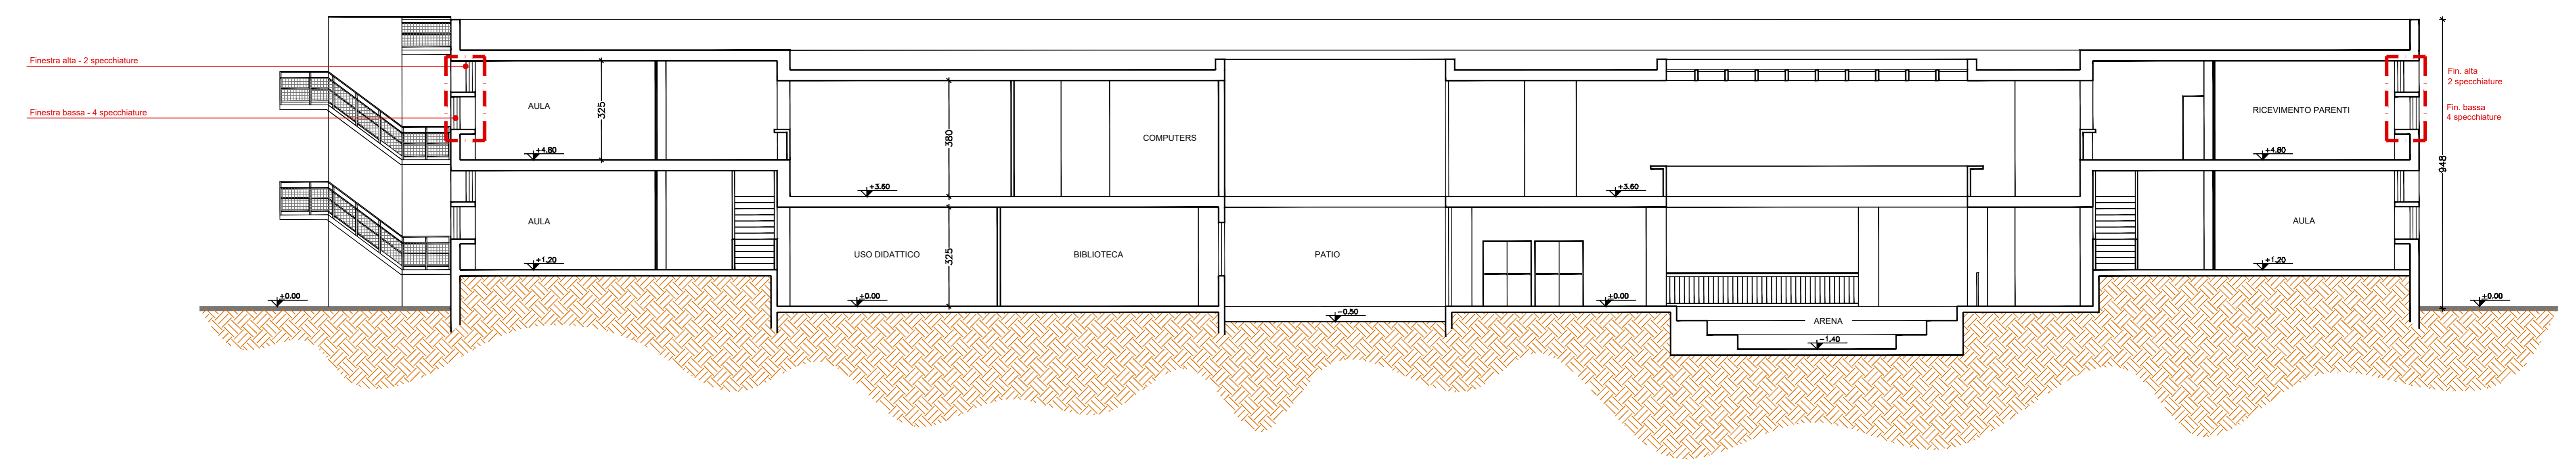 Finestra alta - 2 specchiature
Finestra bassa - 4 specchiature
Fin. alta
2 specchiature
Fin. bassa
4 specchiature
AULA
325
+4.80
380
COMPUTERS
+3.60
+3.60
RICEVIMENTO PARENTI
+4.80
948
AULA
+1.20
USO DIDATTICO
325
BIBLIOTECA
PATIO
AULA
+1.20
+0.00
+0.00
-0.50
+0.00
ARENA
-1.40
+0.00